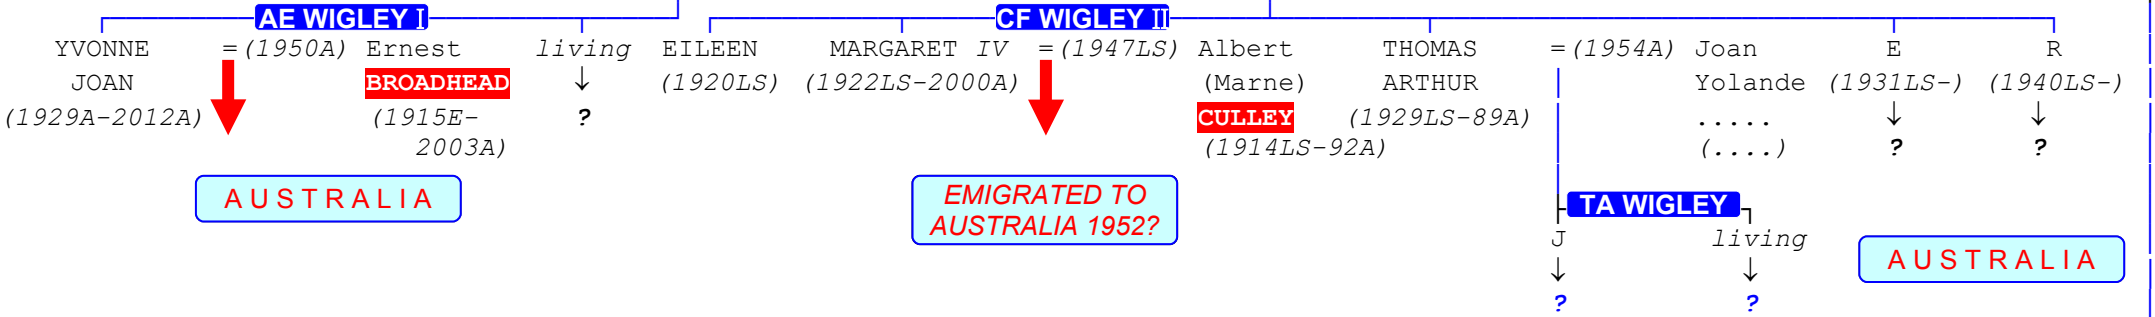 AE WIGLEY I CF WIGLEY II
YVONNE =(1950A) Ernest living EILEEN MARGARET IV =(1947LS) Albert THOMAS =(1954A) Joan E R
JOAN BROADHEAD ↓ (1920LS) (1922LS-2000A) (Marne) ARTHUR Yolande (1931LS-) (1940LS-)
(1929A-2012A) (1915E- ? CULLEY (1929LS-89A) ..... ↓ ↓
2003A) (1914LS-92A) (....) ? ?
AUSTRALIA EMIGRATED TO
AUSTRALIA 1952?
TA WIGLEY
J living AUSTRALIA
↓ ↓
? ?